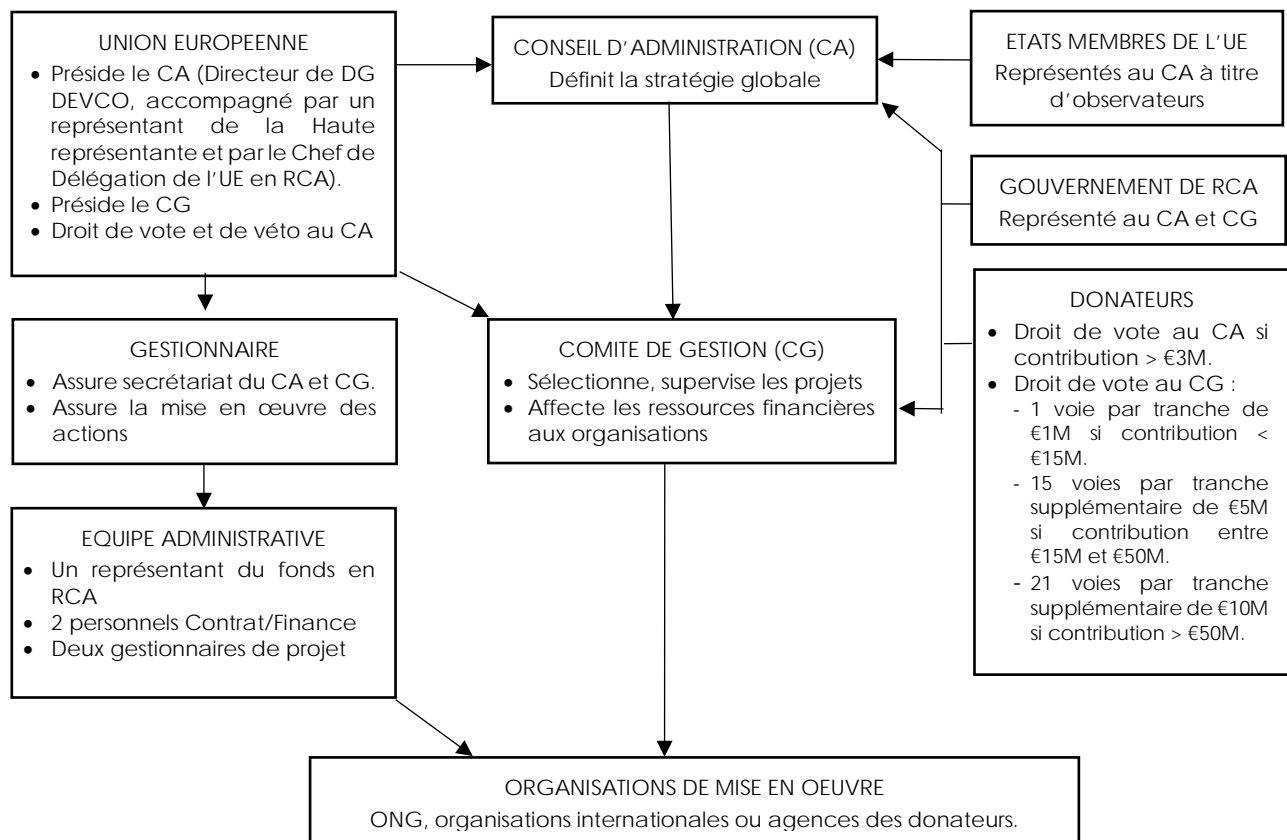 UNION EUROPEENNE
• Préside le CA (Directeur de DG
DEVCO, accompagné par un
représentant de la Haute
représentante et par le Chef de
Délégation de l’UE en RCA).
• Préside le CG
• Droit de vote et de véto au CA
CONSEIL D’ADMINISTRATION (CA)
Définit la stratégie globale
ETATS MEMBRES DE L’UE
Représentés au CA à titre
d’observateurs
GOUVERNEMENT DE RCA
Représenté au CA et CG
DONATEURS
• Droit de vote au CA si
contribution > €3M.
• Droit de vote au CG :
- 1 voie par tranche de
€1M si contribution <
€15M.
- 15 voies par tranche
supplémentaire de €5M
si contribution entre
€15M et €50M.
- 21 voies par tranche
supplémentaire de €10M
si contribution > €50M.
GESTIONNAIRE
• Assure secrétariat du CA et CG.
• Assure la mise en œuvre des
actions
COMITE DE GESTION (CG)
• Sélectionne, supervise les projets
• Affecte les ressources financières
aux organisations
EQUIPE ADMINISTRATIVE
• Un représentant du fonds en
RCA
• 2 personnels Contrat/Finance
• Deux gestionnaires de projet
ORGANISATIONS DE MISE EN OEUVRE
ONG, organisations internationales ou agences des donateurs.